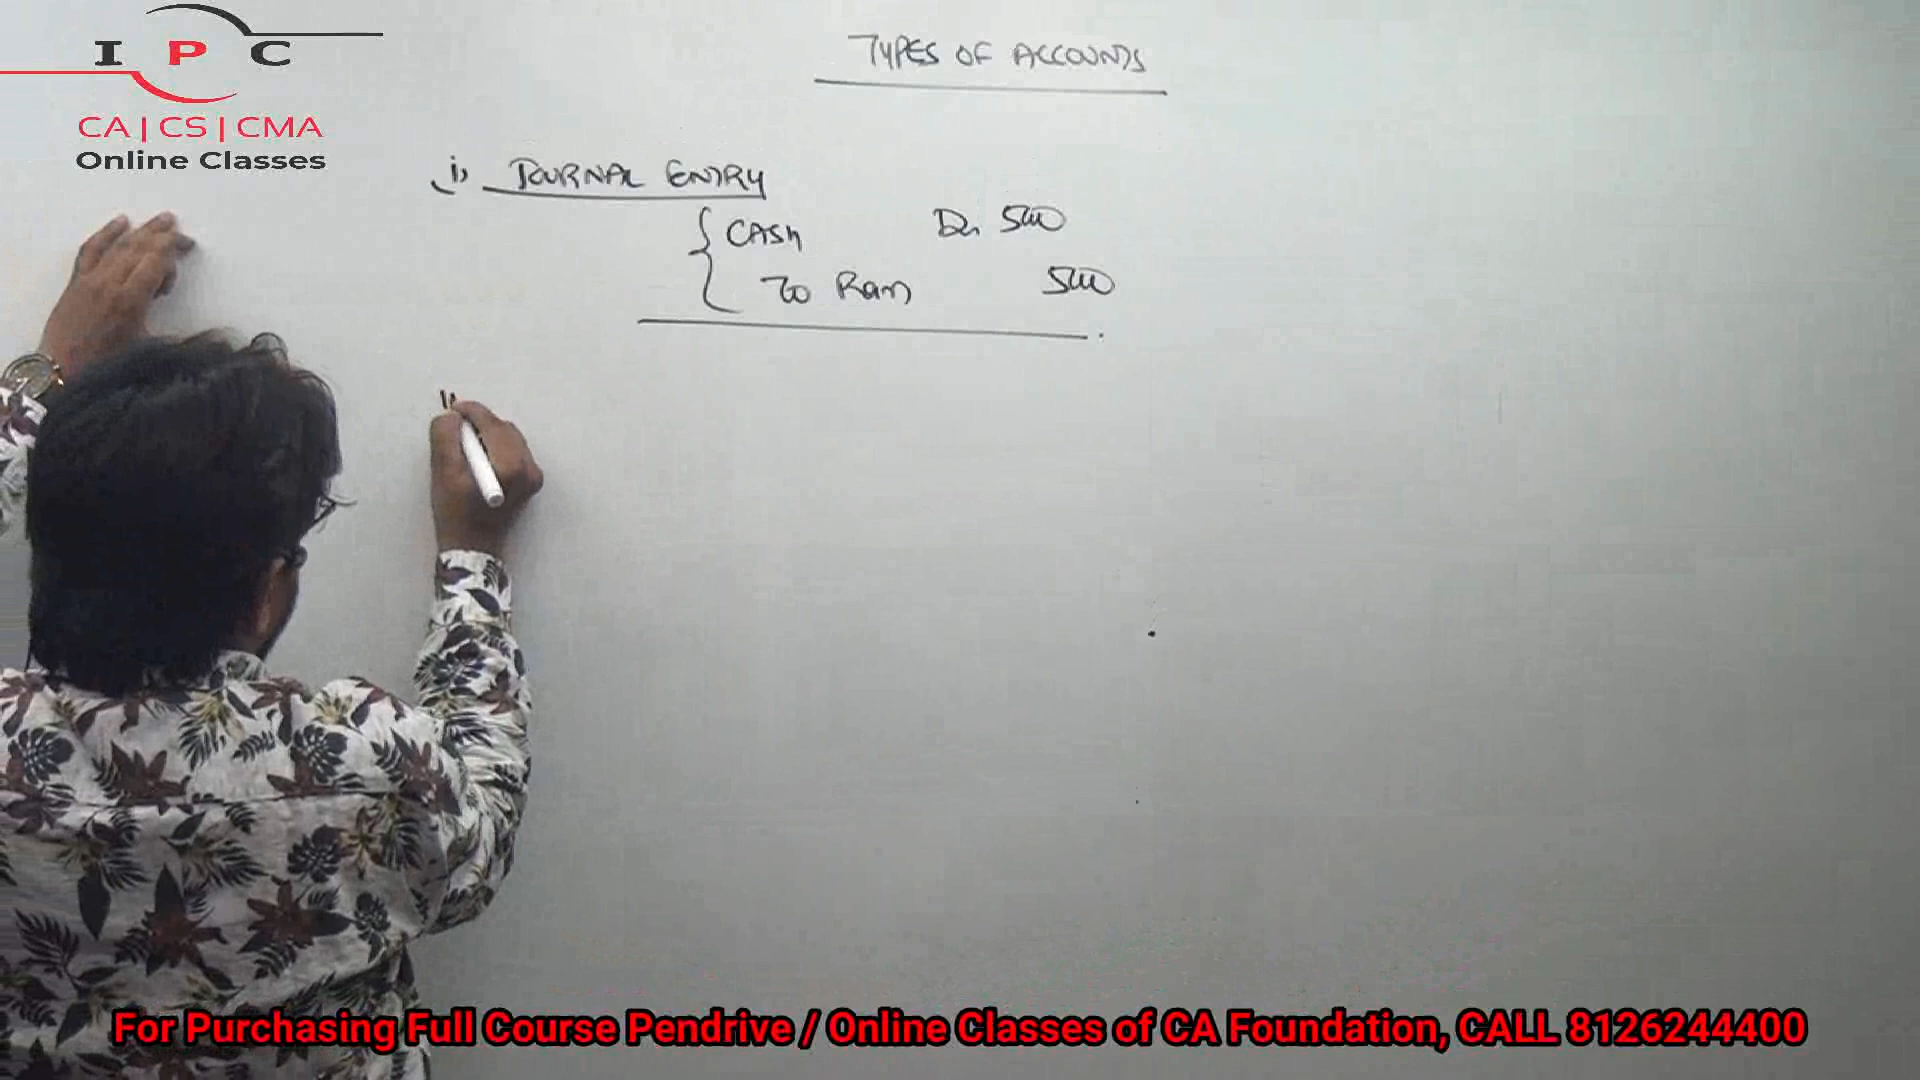 I P C
CA | CS | CMA
Online Classes
TYPES OF ACCOUNTS
i) JOURNAL ENTRY
CASH Dr 500
To Ram 500
For Purchasing Full Course Pendrive / Online Classes of CA Foundation, CALL 8126244400